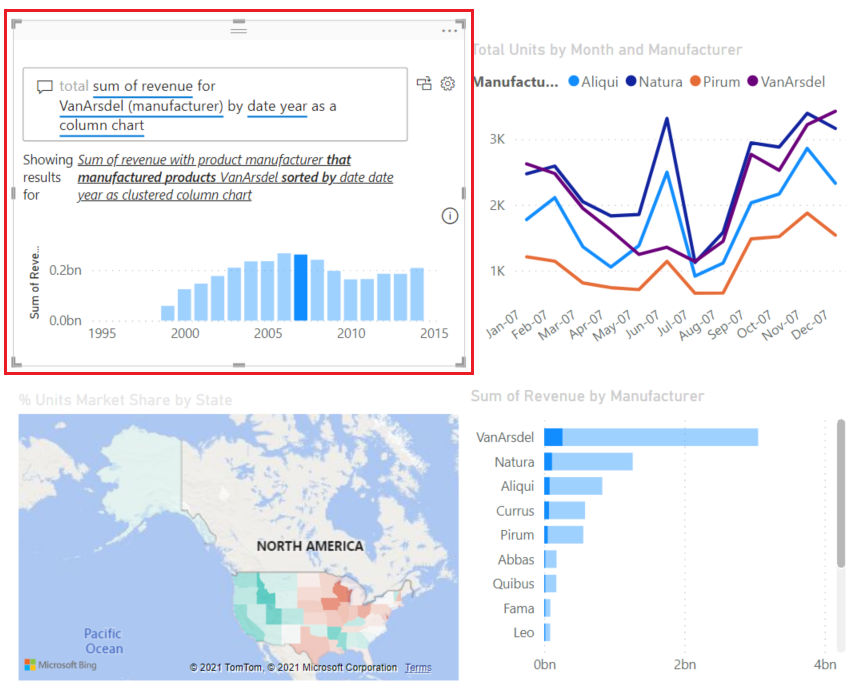 total sum of revenue for
VanArsdel (manufacturer) by date year as a
column chart
Showing
results
for
Sum of revenue with product manufacturer that
manufactured products VanArsdel sorted by date date
year as clustered column chart
Sum of Reve...
0.2bn
0.0bn
1995 2000 2005 2010 2015
Total Units by Month and Manufacturer
Manufactu... Aliqui Natura Pirum VanArsdel
3K
2K
1K
Jan-07 Feb-07 Mar-07 Apr-07 May-07 Jun-07 Jul-07 Aug-07 Sep-07 Oct-07 Nov-07 Dec-07
% Units Market Share by State
NORTH AMERICA
Pacific
Ocean
Microsoft Bing
© 2021 TomTom, © 2021 Microsoft Corporation Terms
Sum of Revenue by Manufacturer
VanArsdel
Natura
Aliqui
Currus
Pirum
Abbas
Quibus
Fama
Leo
0bn 2bn 4bn